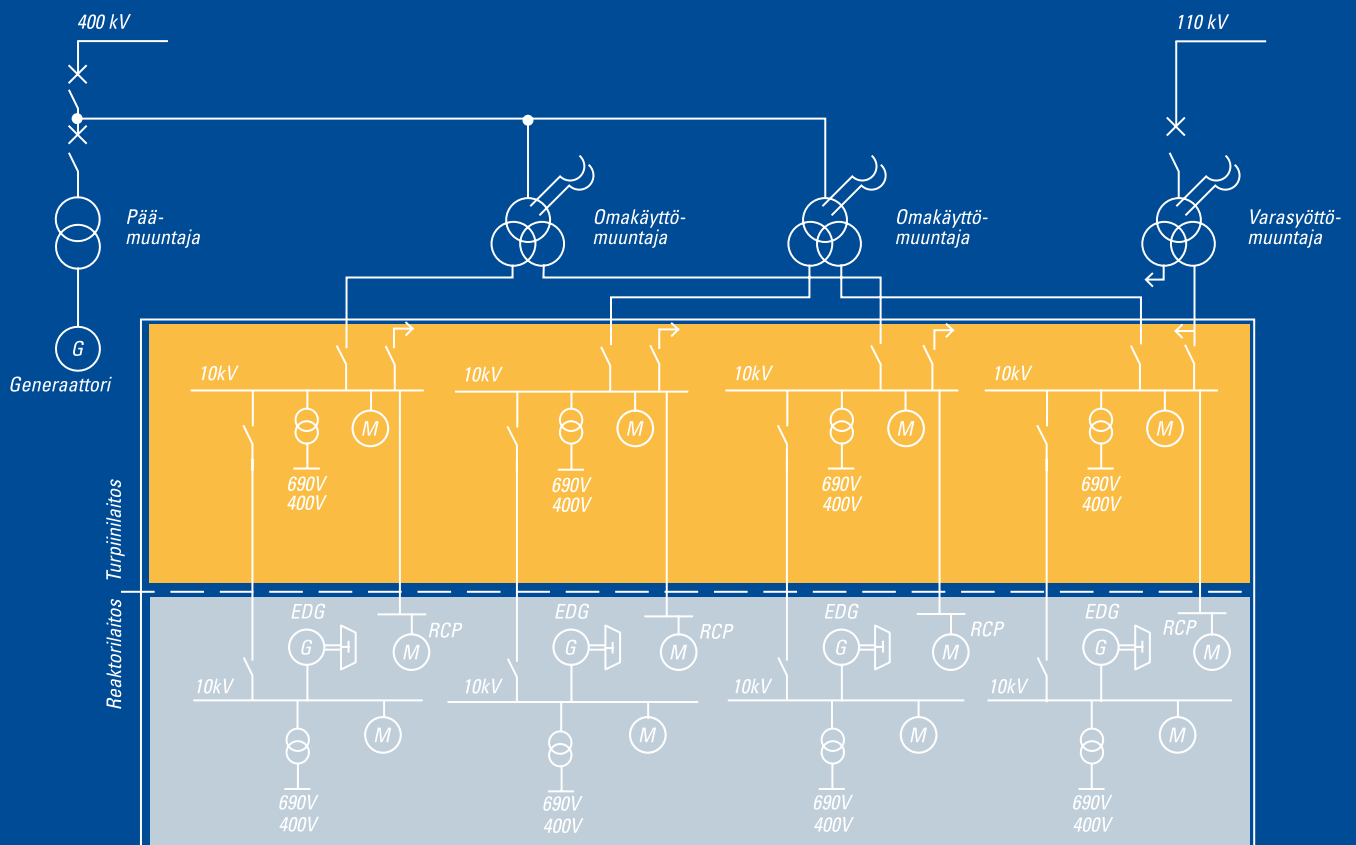 400 kV
110 kV
Pää-
muuntaja
Omakäyttö-
muuntaja
Omakäyttö-
muuntaja
Varasyöttö-
muuntaja
G
Generaattori
10kV
10kV
10kV
10kV
M
M
M
M
690V
400V
690V
400V
690V
400V
690V
400V
Turpiinilaitos
Reaktorilaitos
EDG
EDG
EDG
EDG
G
M
RCP
G
M
RCP
G
M
RCP
G
RCP
M
10kV
10kV
10kV
10kV
M
M
M
M
690V
400V
690V
400V
690V
400V
690V
400V